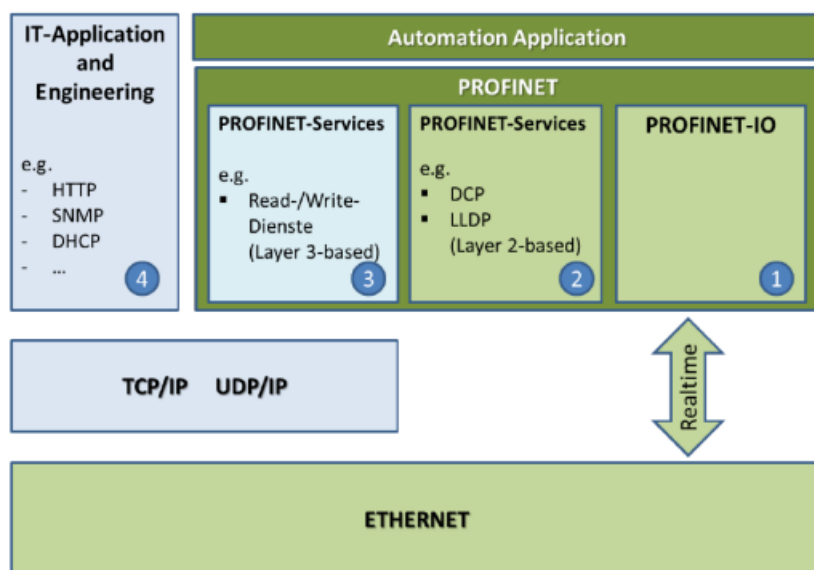 IT-Application
and
Engineering
e.g.
- HTTP
- SNMP
- DHCP
- ...
4
Automation Application
PROFINET
PROFINET-Services
e.g.
▪ Read-/Write-
Dienste
(Layer 3-based)
3
PROFINET-Services
e.g.
▪ DCP
▪ LLDP
(Layer 2-based)
2
PROFINET-IO
1
TCP/IP UDP/IP
Realtime
ETHERNET